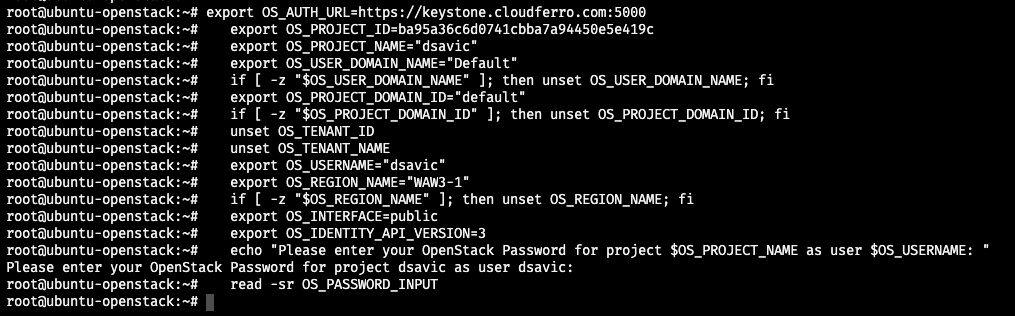 root@ubuntu-openstack:~# export OS_AUTH_URL=https://keystone.cloudferro.com:5000
root@ubuntu-openstack:~#    export OS_PROJECT_ID=ba95a36c6d0741cbba7a94450e5e419c
root@ubuntu-openstack:~#    export OS_PROJECT_NAME="dsavic"
root@ubuntu-openstack:~#    export OS_USER_DOMAIN_NAME="Default"
root@ubuntu-openstack:~#    if [ -z "$OS_USER_DOMAIN_NAME" ]; then unset OS_USER_DOMAIN_NAME; fi
root@ubuntu-openstack:~#    export OS_PROJECT_DOMAIN_ID="default"
root@ubuntu-openstack:~#    if [ -z "$OS_PROJECT_DOMAIN_ID" ]; then unset OS_PROJECT_DOMAIN_ID; fi
root@ubuntu-openstack:~#    unset OS_TENANT_ID
root@ubuntu-openstack:~#    unset OS_TENANT_NAME
root@ubuntu-openstack:~#    export OS_USERNAME="dsavic"
root@ubuntu-openstack:~#    export OS_REGION_NAME="WAW3-1"
root@ubuntu-openstack:~#    if [ -z "$OS_REGION_NAME" ]; then unset OS_REGION_NAME; fi
root@ubuntu-openstack:~#    export OS_INTERFACE=public
root@ubuntu-openstack:~#    export OS_IDENTITY_API_VERSION=3
root@ubuntu-openstack:~#    echo "Please enter your OpenStack Password for project $OS_PROJECT_NAME as user $OS_USERNAME: "
Please enter your OpenStack Password for project dsavic as user dsavic:
root@ubuntu-openstack:~#    read -sr OS_PASSWORD_INPUT
root@ubuntu-openstack:~#